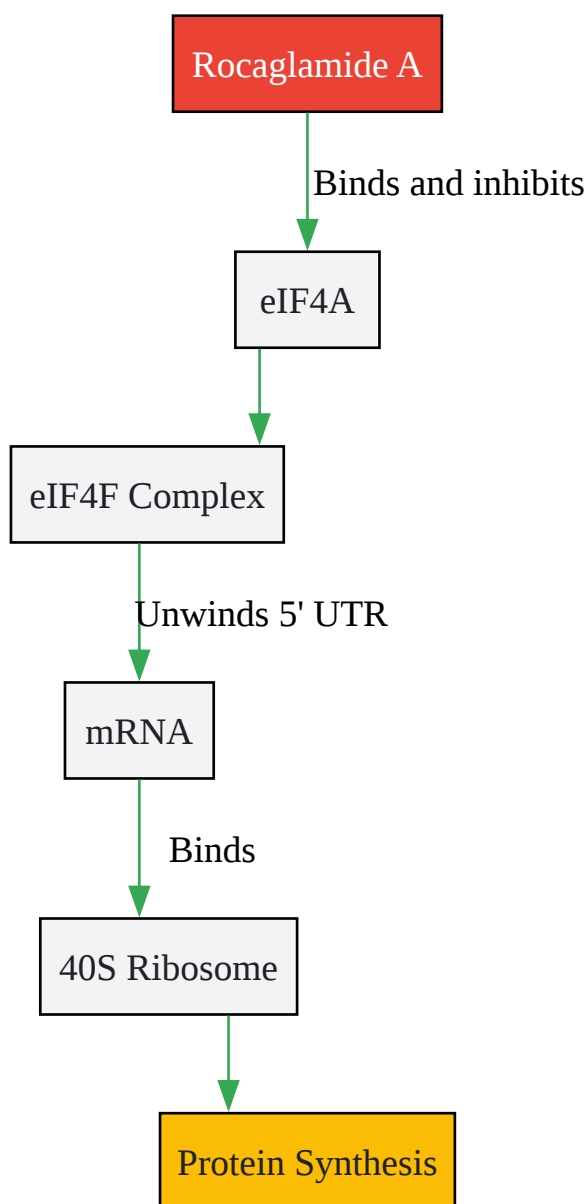 Rocaglamide A
Binds and inhibits
eIF4A
eIF4F Complex
Unwinds 5' UTR
mRNA
Binds
40S Ribosome
Protein Synthesis